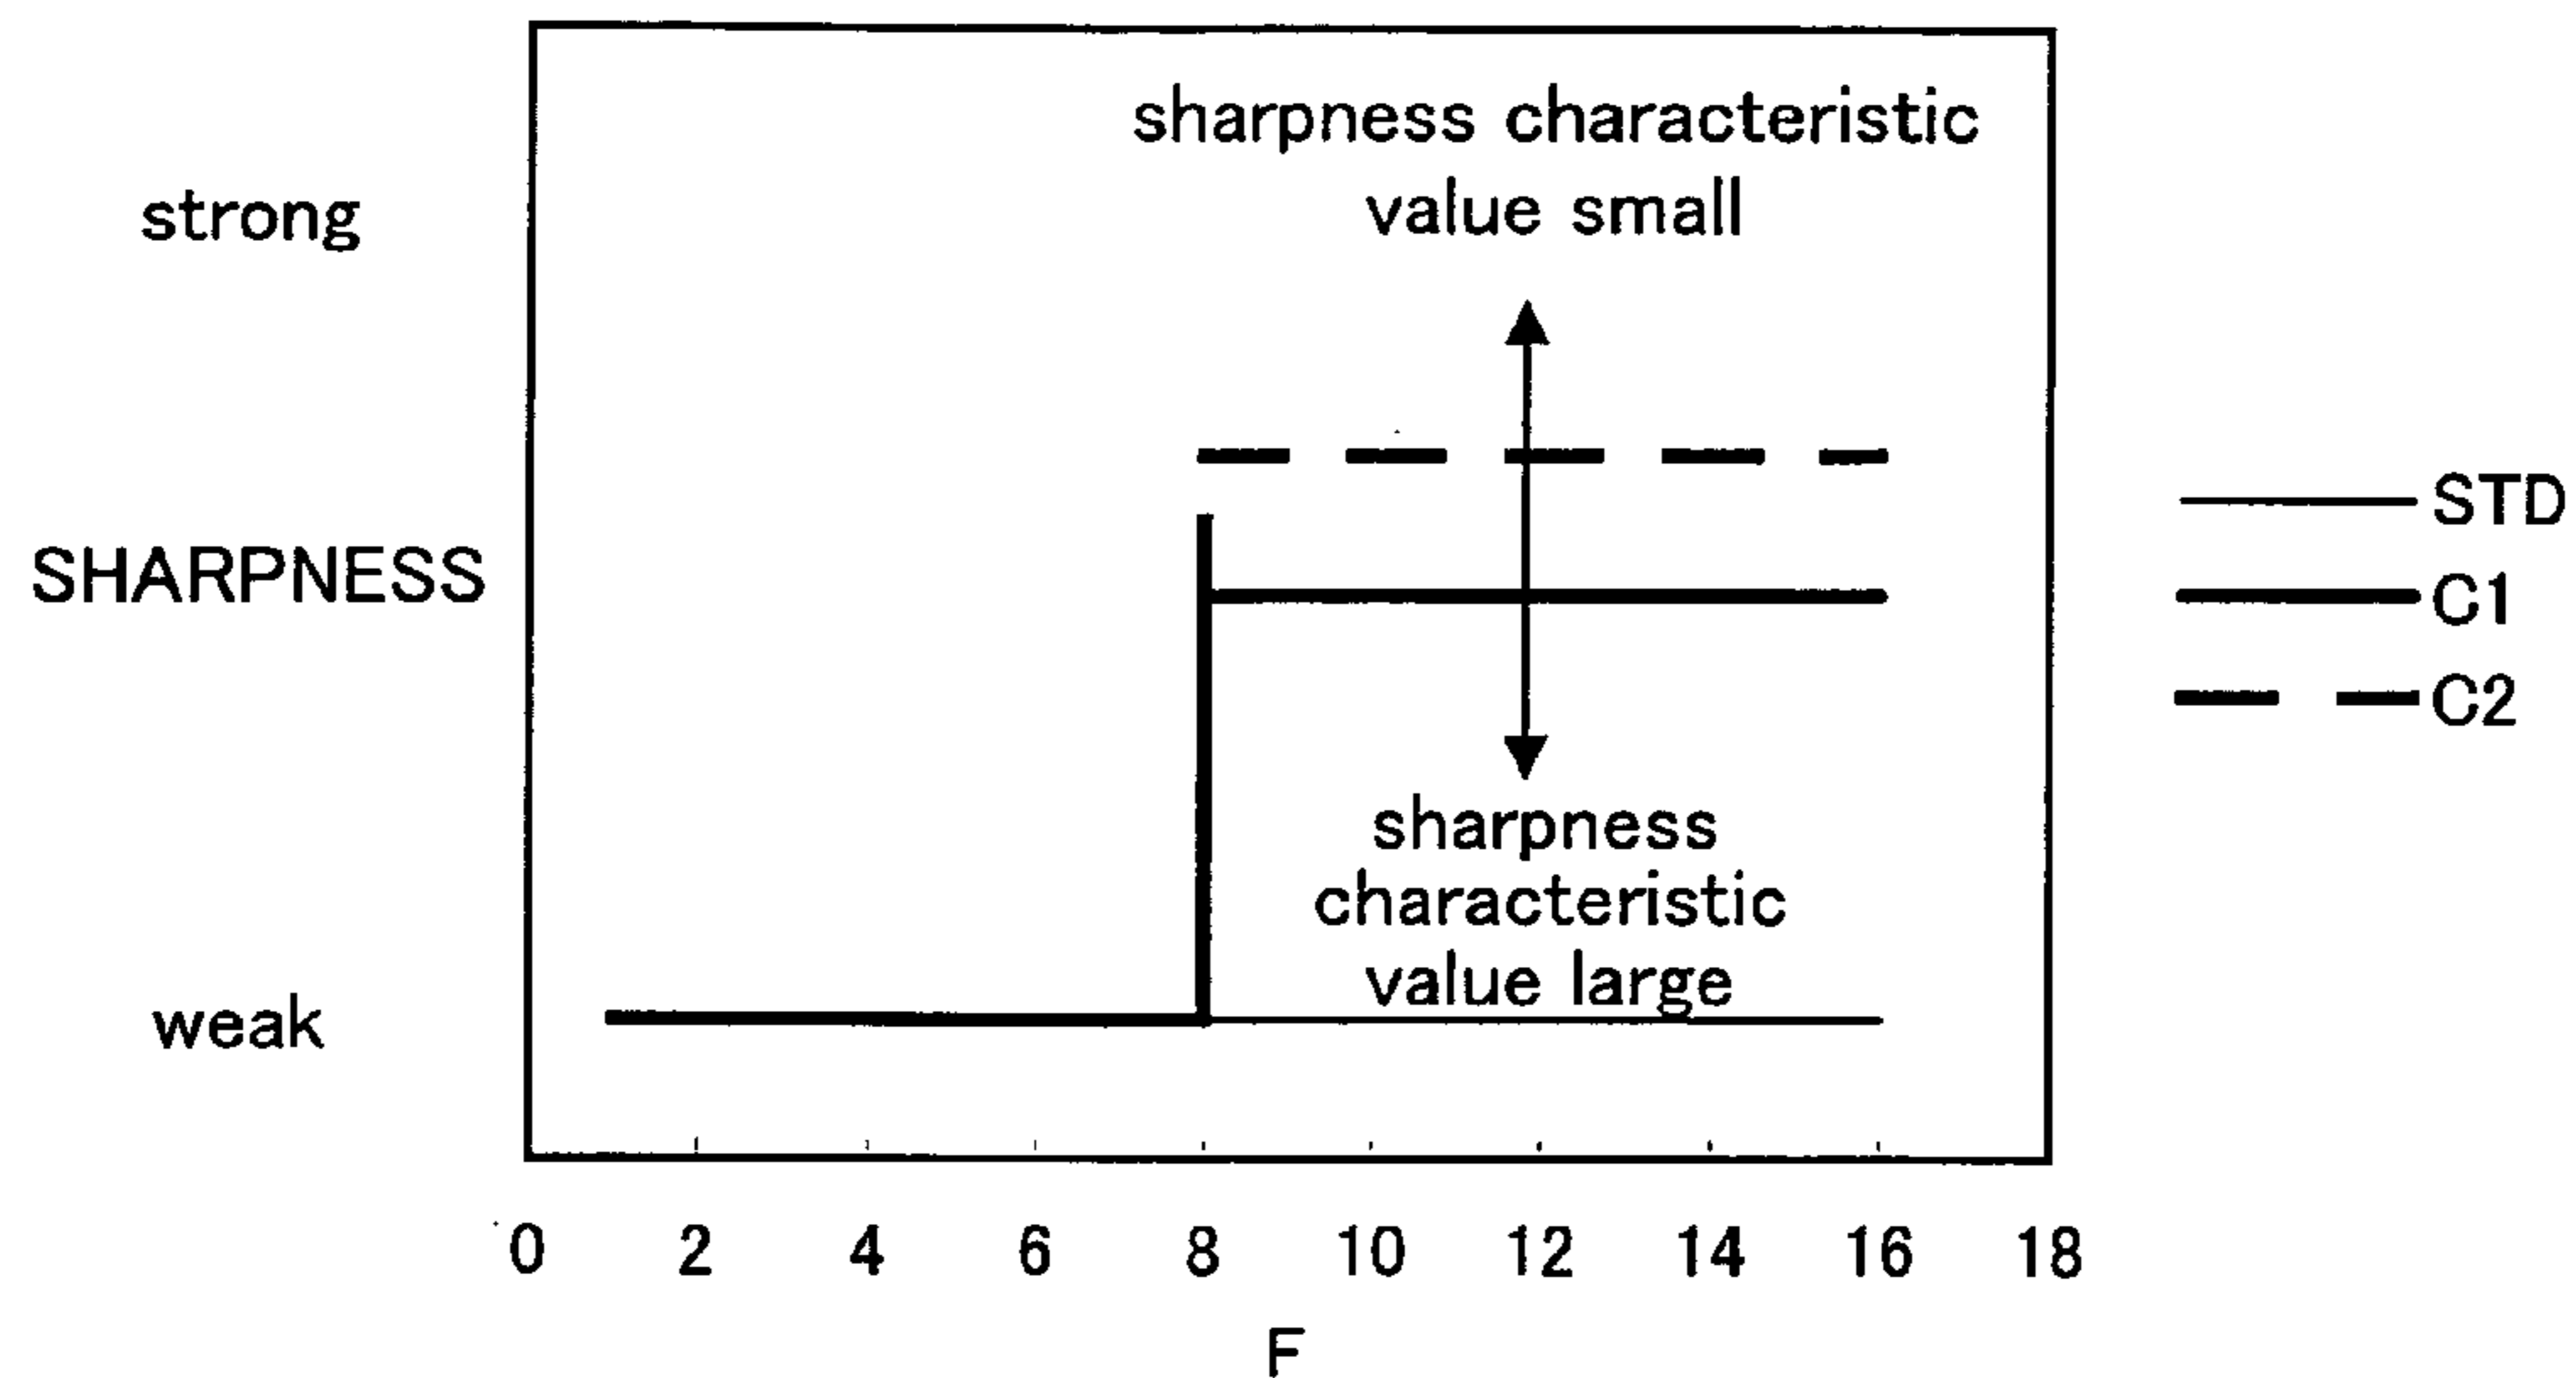 sharpness characteristic
value small
strong
SHARPNESS
STD
C1
C2
sharpness
characteristic
value large
weak
0 2 4 6 8 10 12 14 16 18
F